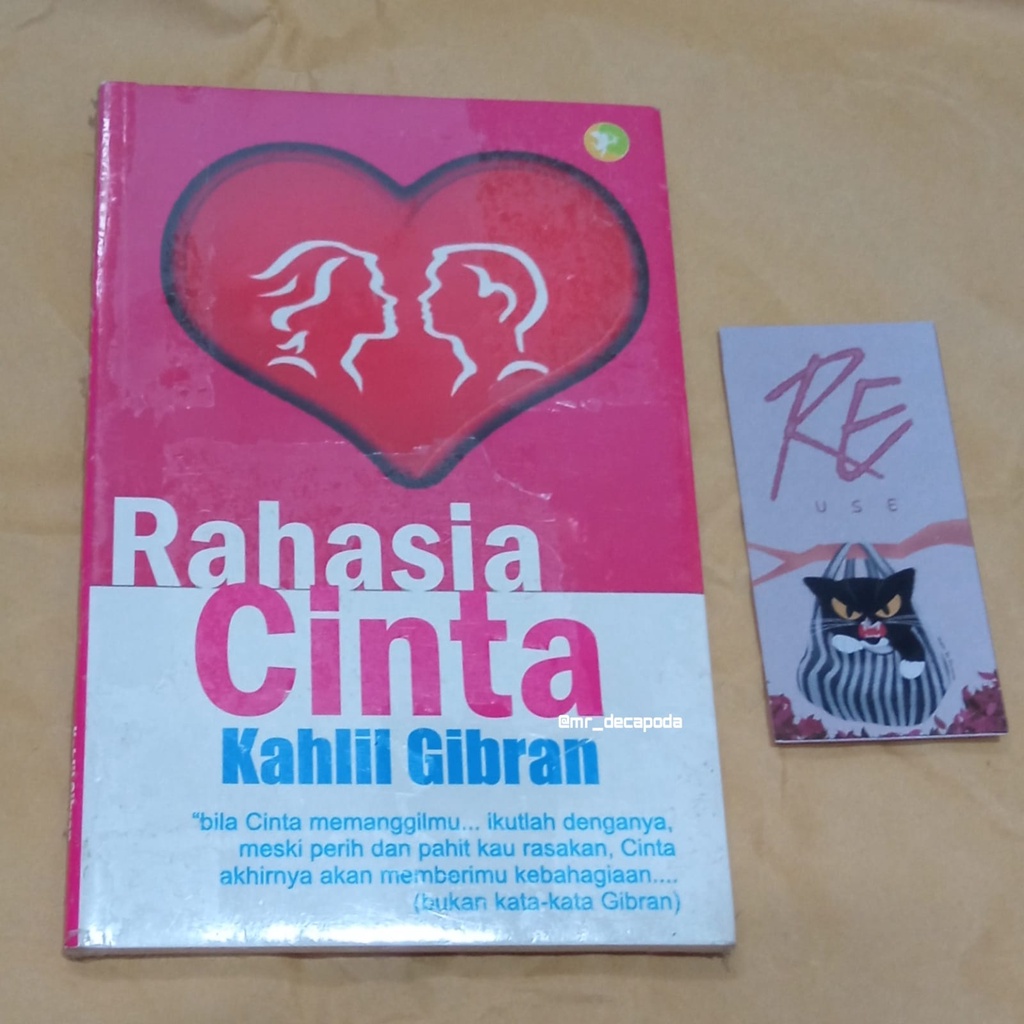 Rahasia
Cinta
@mr_decapoda
Kahlil Gibran
"bila Cinta memanggilmu... ikutlah denganya,
meski perih dan pahit kau rasakan, Cinta
akhirnya akan memberimu kebahagiaan....
(bukan kata-kata Gibran)
RE
USE